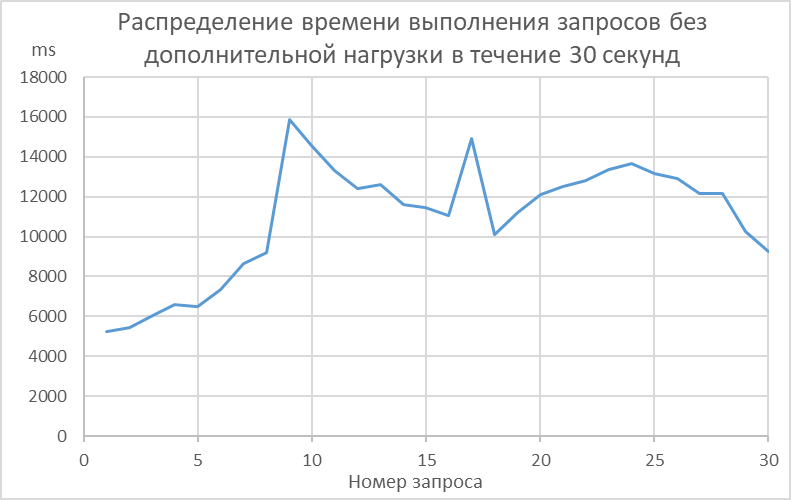 Распределение времени выполнения запросов без
дополнительной нагрузки в течение 30 секунд
ms
18000
16000
14000
12000
10000
8000
6000
4000
2000
0
0 5 10 15 20 25 30
Номер запроса